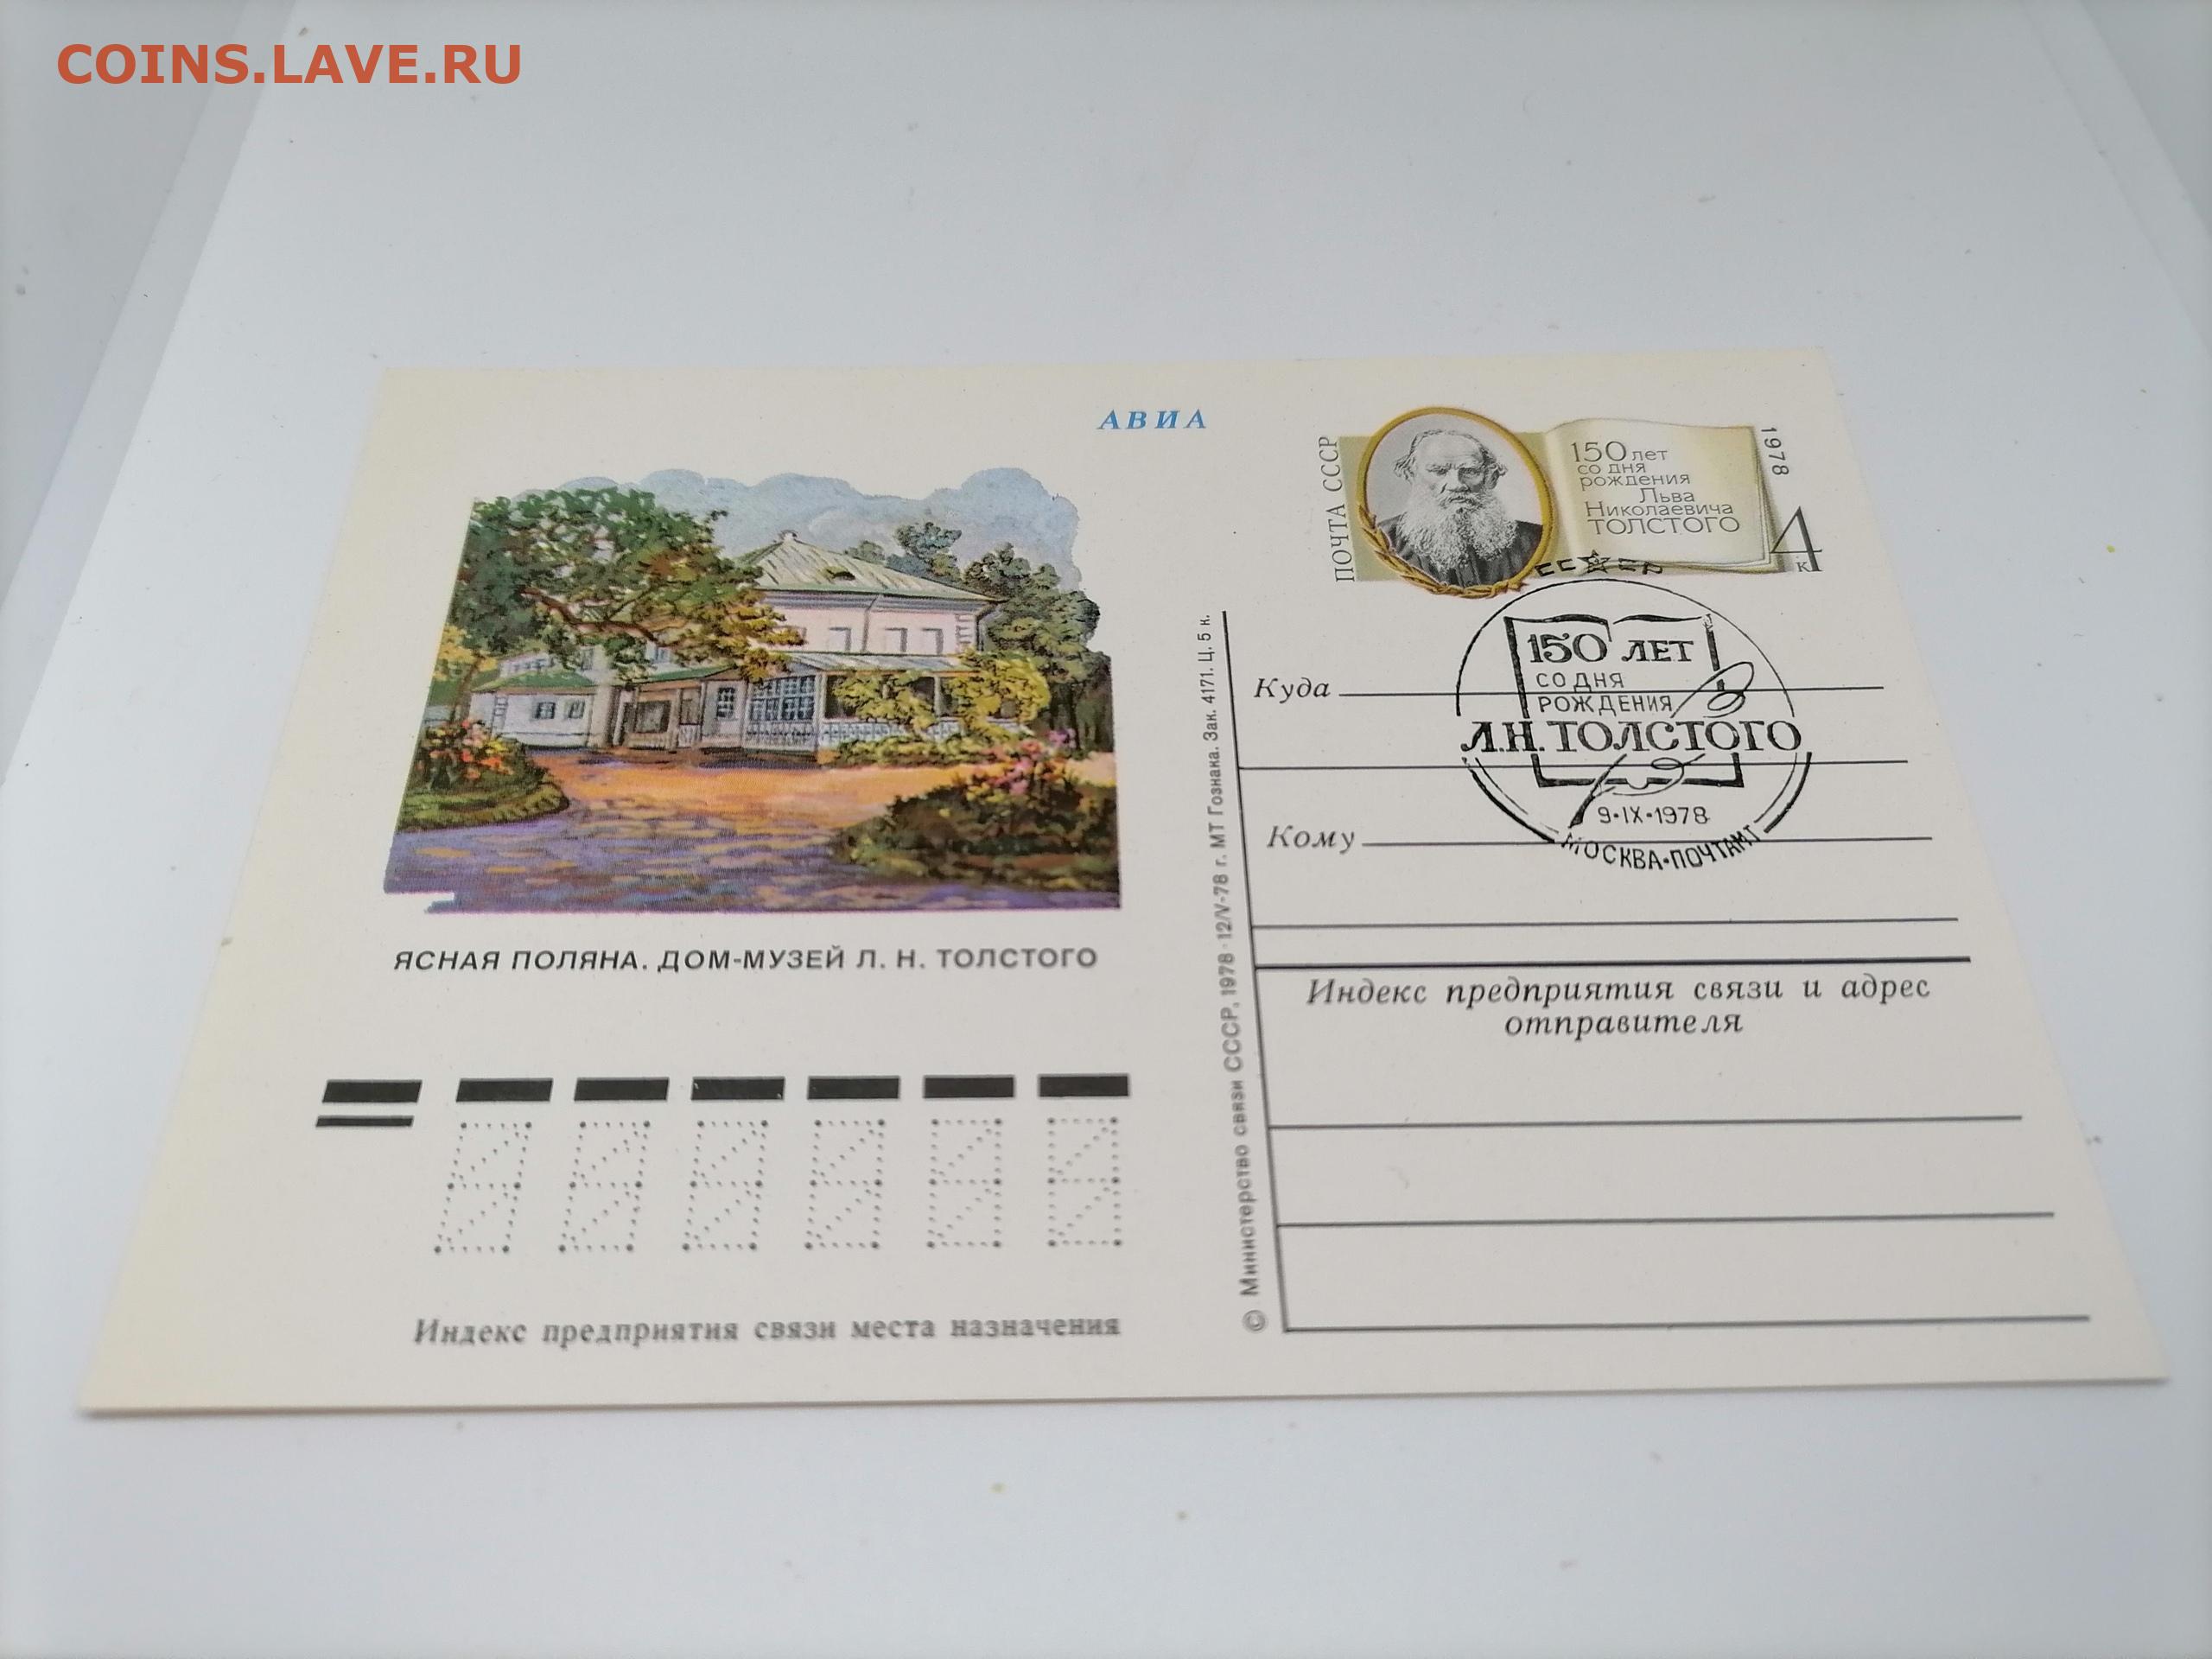 COINS.LAVE.RU
АВИА
ПОЧТА СССР
150 лет
со дня
рождения
Льва
Николаевича
ТОЛСТОГО
1978
4
к
150 ЛЕТ
СО ДНЯ
РОЖДЕНИЯ
Л.Н. ТОЛСТОГО
9·IX·1978
МОСКВА·ПОЧТАМТ
Куда
Кому
Индекс предприятия связи и адрес
отправителя
© Министерство связи СССР, 1978 · 12/V-78 г. МТ Гознака. Зак. 4171. Ц. 5 к.
ЯСНАЯ ПОЛЯНА. ДОМ-МУЗЕЙ Л. Н. ТОЛСТОГО
Индекс предприятия связи места назначения